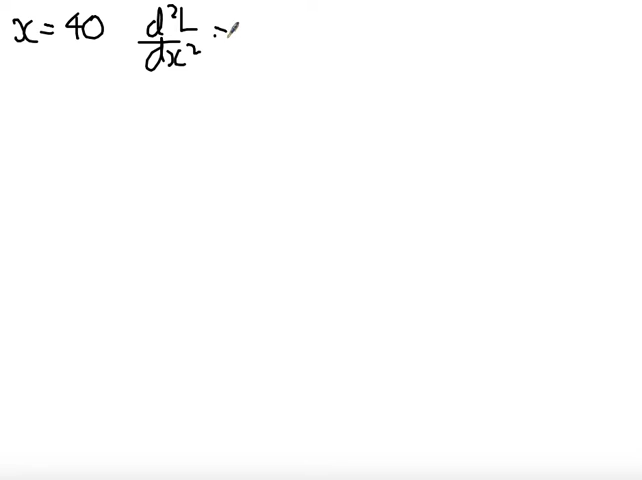 x = 40 d²L/dx² =